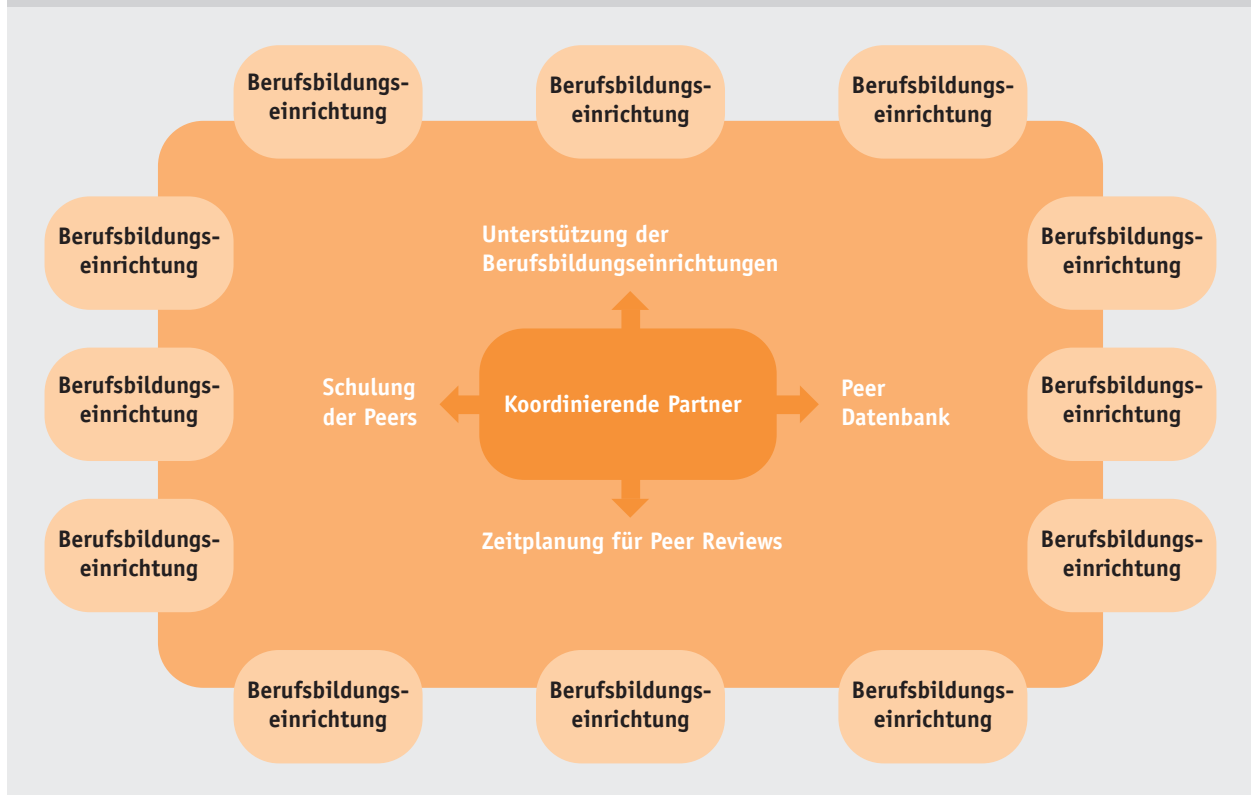 Berufsbildungs-
einrichtung
Berufsbildungs-
einrichtung
Berufsbildungs-
einrichtung
Berufsbildungs-
einrichtung
Unterstützung der
Berufsbildungseinrichtungen
Berufsbildungs-
einrichtung
Berufsbildungs-
einrichtung
Schulung
der Peers
Koordinierende Partner
Peer
Datenbank
Berufsbildungs-
einrichtung
Berufsbildungs-
einrichtung
Zeitplanung für Peer Reviews
Berufsbildungs-
einrichtung
Berufsbildungs-
einrichtung
Berufsbildungs-
einrichtung
Berufsbildungs-
einrichtung